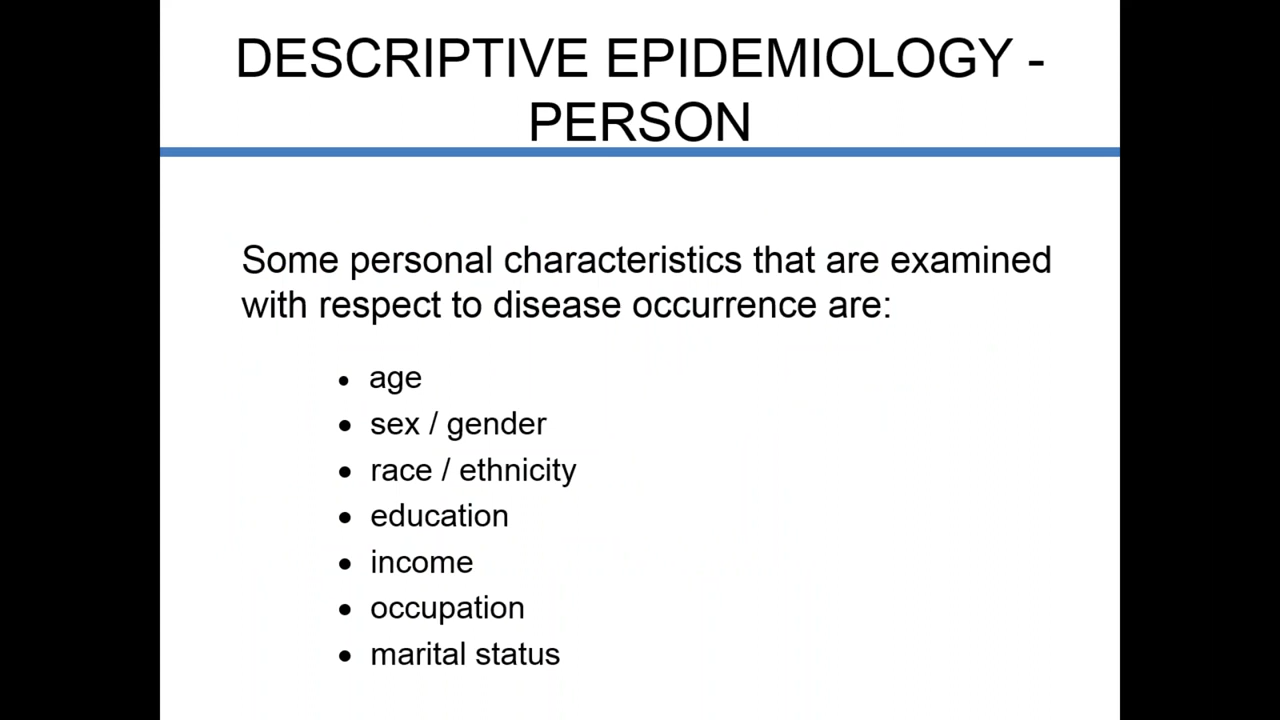 DESCRIPTIVE EPIDEMIOLOGY -
PERSON
Some personal characteristics that are examined
with respect to disease occurrence are:
• age
• sex / gender
• race / ethnicity
• education
• income
• occupation
• marital status